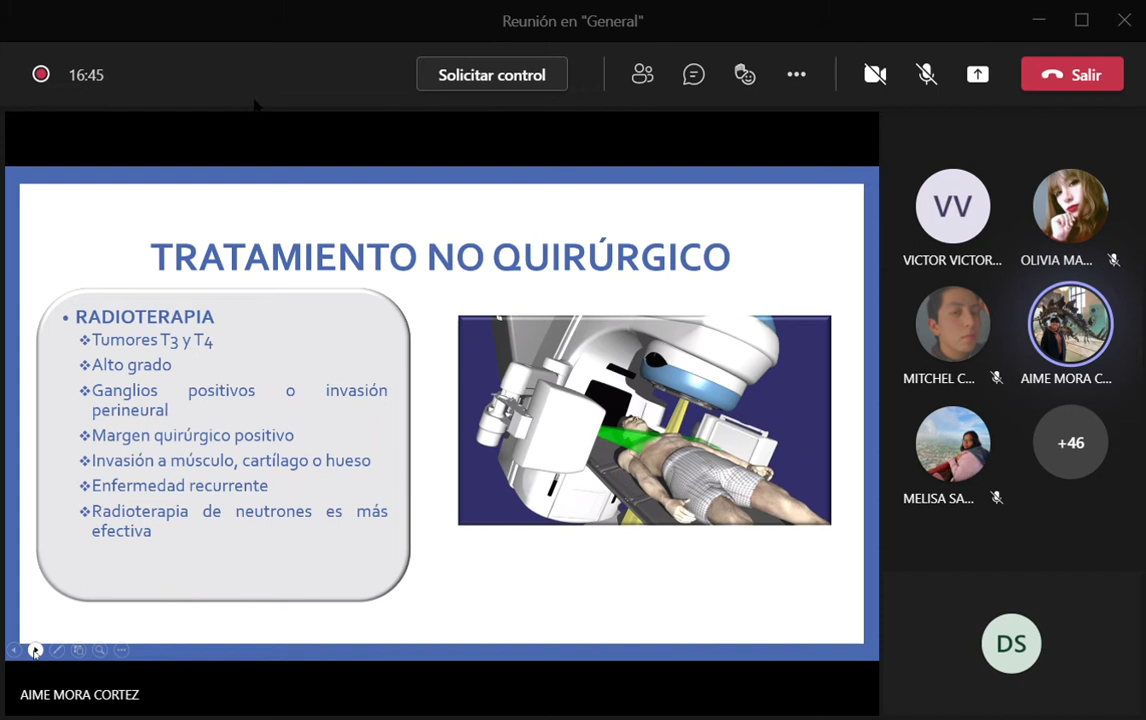 Reunión en "General"
16:45
Solicitar control
Salir
TRATAMIENTO NO QUIRÚRGICO
• RADIOTERAPIA
❖Tumores T3 y T4
❖Alto grado
❖Ganglios positivos o invasión
perineural
❖Margen quirúrgico positivo
❖Invasión a músculo, cartílago o hueso
❖Enfermedad recurrente
❖Radioterapia de neutrones es más
efectiva
VV
VICTOR VICTOR...
OLIVIA MA...
MITCHEL C...
AIME MORA C...
MELISA SA...
+46
DS
AIME MORA CORTEZ